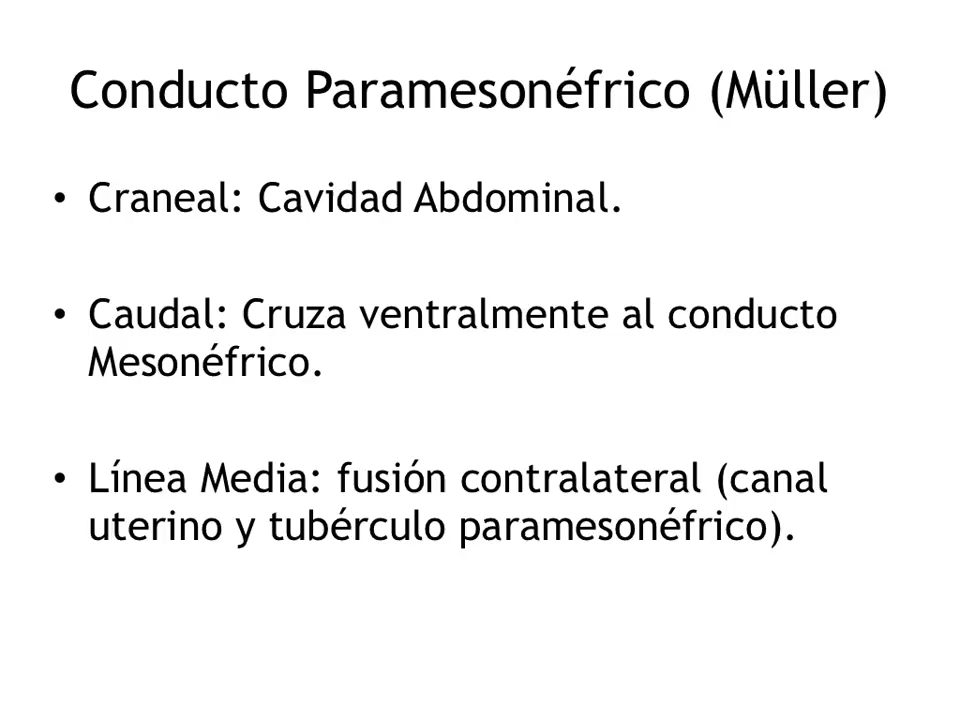 Conducto Paramesonéfrico (Müller)
• Craneal: Cavidad Abdominal.
• Caudal: Cruza ventralmente al conducto
Mesonéfrico.
• Línea Media: fusión contralateral (canal
uterino y tubérculo paramesonéfrico).